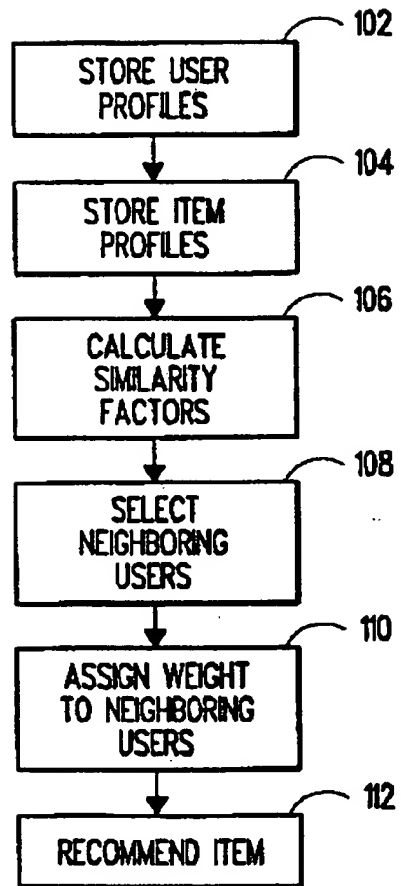 102
STORE USER
PROFILES
104
STORE ITEM
PROFILES
106
CALCULATE
SIMILARITY
FACTORS
108
SELECT
NEIGHBORING
USERS
110
ASSIGN WEIGHT
TO NEIGHBORING
USERS
112
RECOMMEND ITEM